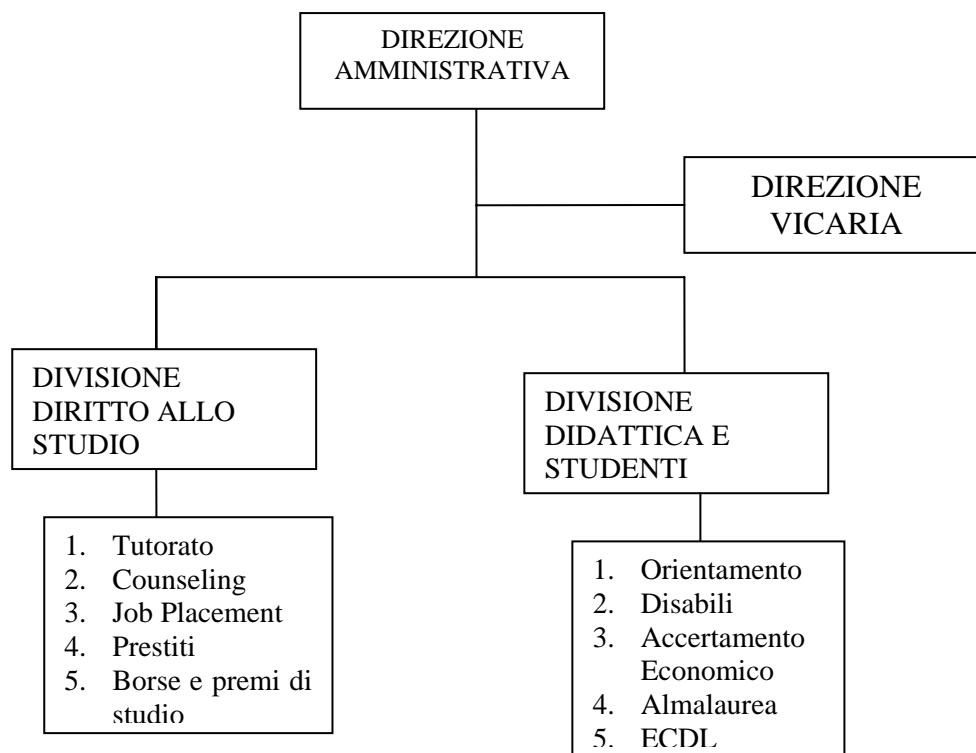 DIREZIONE
AMMINISTRATIVA
DIREZIONE
VICARIA
DIVISIONE
DIRITTO ALLO
STUDIO
DIVISIONE
DIDATTICA E
STUDENTI
1. Tutorato
2. Counseling
3. Job Placement
4. Prestiti
5. Borse e premi di
studio
1. Orientamento
2. Disabili
3. Accertamento
Economico
4. Almalaurea
5. ECDL